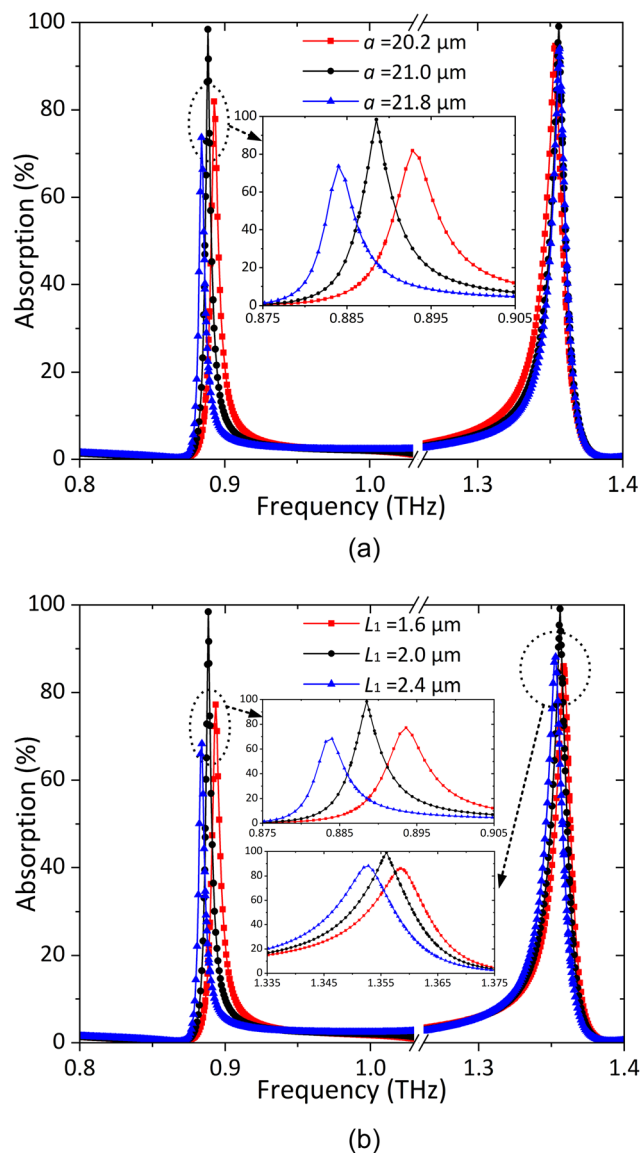 100
80
60
40
20
0
Absorption (%)
a =20.2 μm
a =21.0 μm
a =21.8 μm
100
80
60
40
20
0
0.875 0.885 0.895 0.905
0.8 0.9 1.0 1.3 1.4
Frequency (THz)
(a)
100
80
60
40
20
0
Absorption (%)
L1 =1.6 μm
L1 =2.0 μm
L1 =2.4 μm
100
80
60
40
20
0
0.875 0.885 0.895 0.905
100
80
60
40
20
0
1.335 1.345 1.355 1.365 1.375
0.8 0.9 1.0 1.3 1.4
Frequency (THz)
(b)